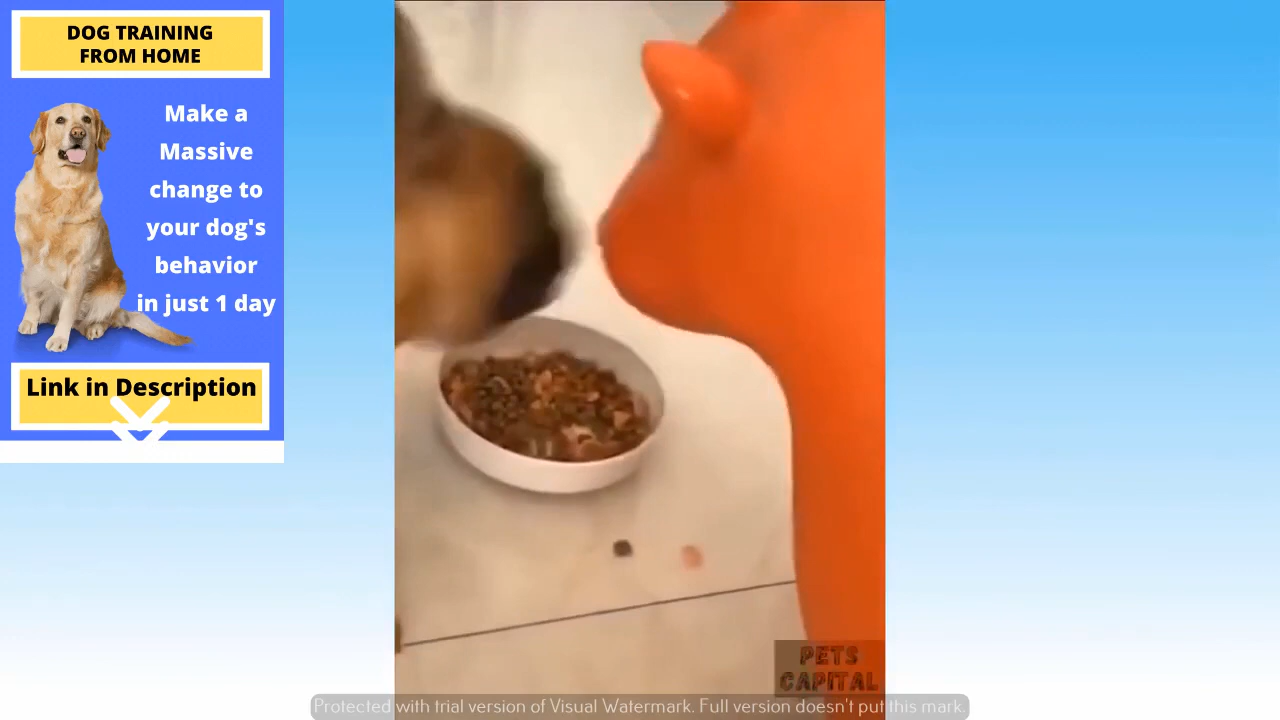 DOG TRAINING
FROM HOME
Make a
Massive
change to
your dog's
behavior
in just 1 day
Link in Description
PETS
CAPITAL
Protected with trial version of Visual Watermark. Full version doesn't put this mark.